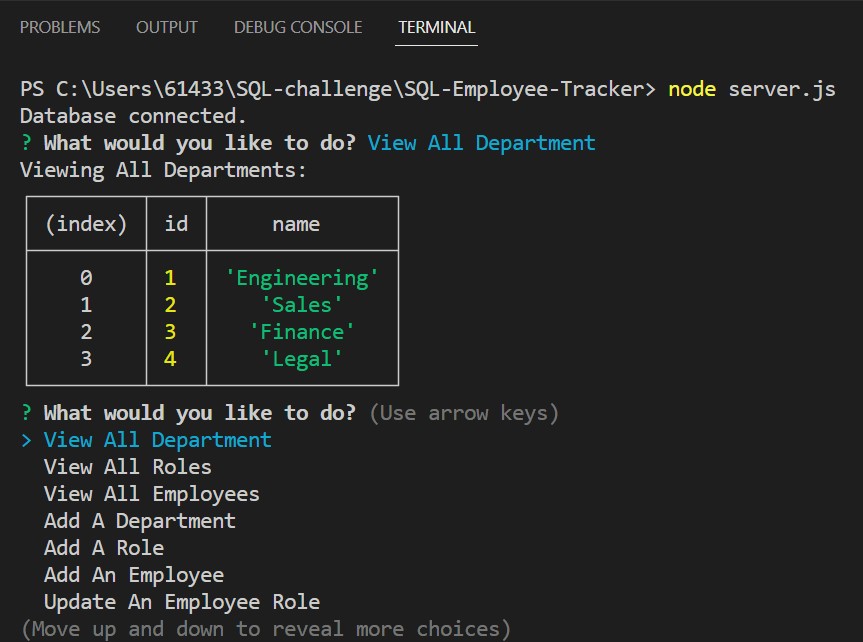 PROBLEMS OUTPUT DEBUG CONSOLE TERMINAL
PS C:\Users\61433\SQL-challenge\SQL-Employee-Tracker> node server.js
Database connected.
? What would you like to do? View All Department
Viewing All Departments:
(index) id name
0 1 'Engineering'
1 2 'Sales'
2 3 'Finance'
3 4 'Legal'
? What would you like to do? (Use arrow keys)
> View All Department
View All Roles
View All Employees
Add A Department
Add A Role
Add An Employee
Update An Employee Role
(Move up and down to reveal more choices)